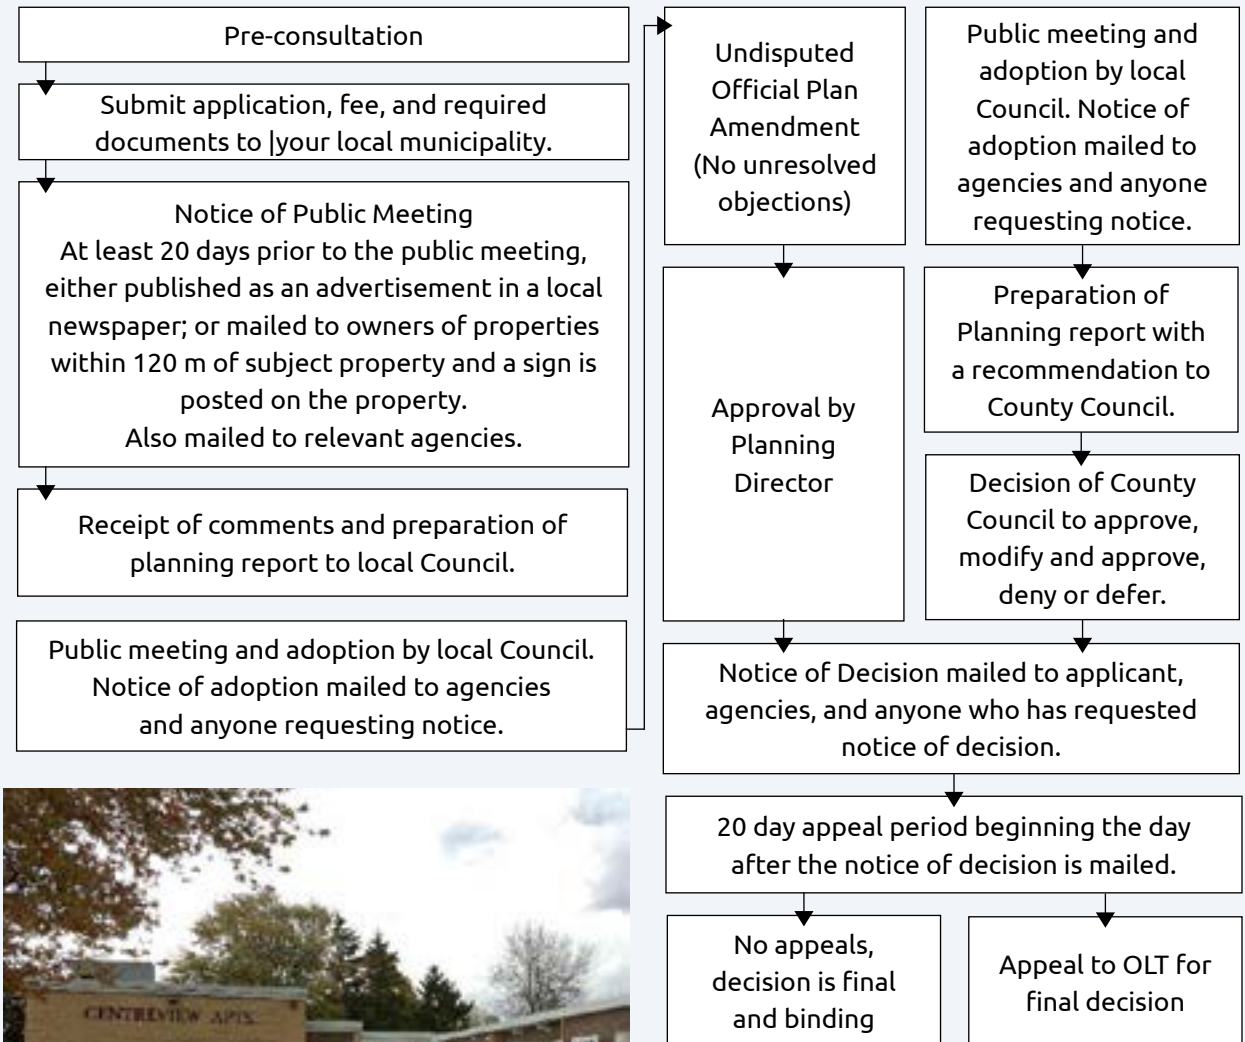 Pre-consultation
Submit application, fee, and required
documents to |your local municipality.
Notice of Public Meeting
At least 20 days prior to the public meeting,
either published as an advertisement in a local
newspaper; or mailed to owners of properties
within 120 m of subject property and a sign is
posted on the property.
Also mailed to relevant agencies.
Receipt of comments and preparation of
planning report to local Council.
Public meeting and adoption by local Council.
Notice of adoption mailed to agencies
and anyone requesting notice.
Undisputed
Official Plan
Amendment
(No unresolved
objections)
Approval by
Planning
Director
Public meeting and
adoption by local
Council. Notice of
adoption mailed to
agencies and anyone
requesting notice.
Preparation of
Planning report with
a recommendation to
County Council.
Decision of County
Council to approve,
modify and approve,
deny or defer.
Notice of Decision mailed to applicant,
agencies, and anyone who has requested
notice of decision.
20 day appeal period beginning the day
after the notice of decision is mailed.
No appeals,
decision is final
and binding
Appeal to OLT for
final decision
CENTREVIEW APTS.